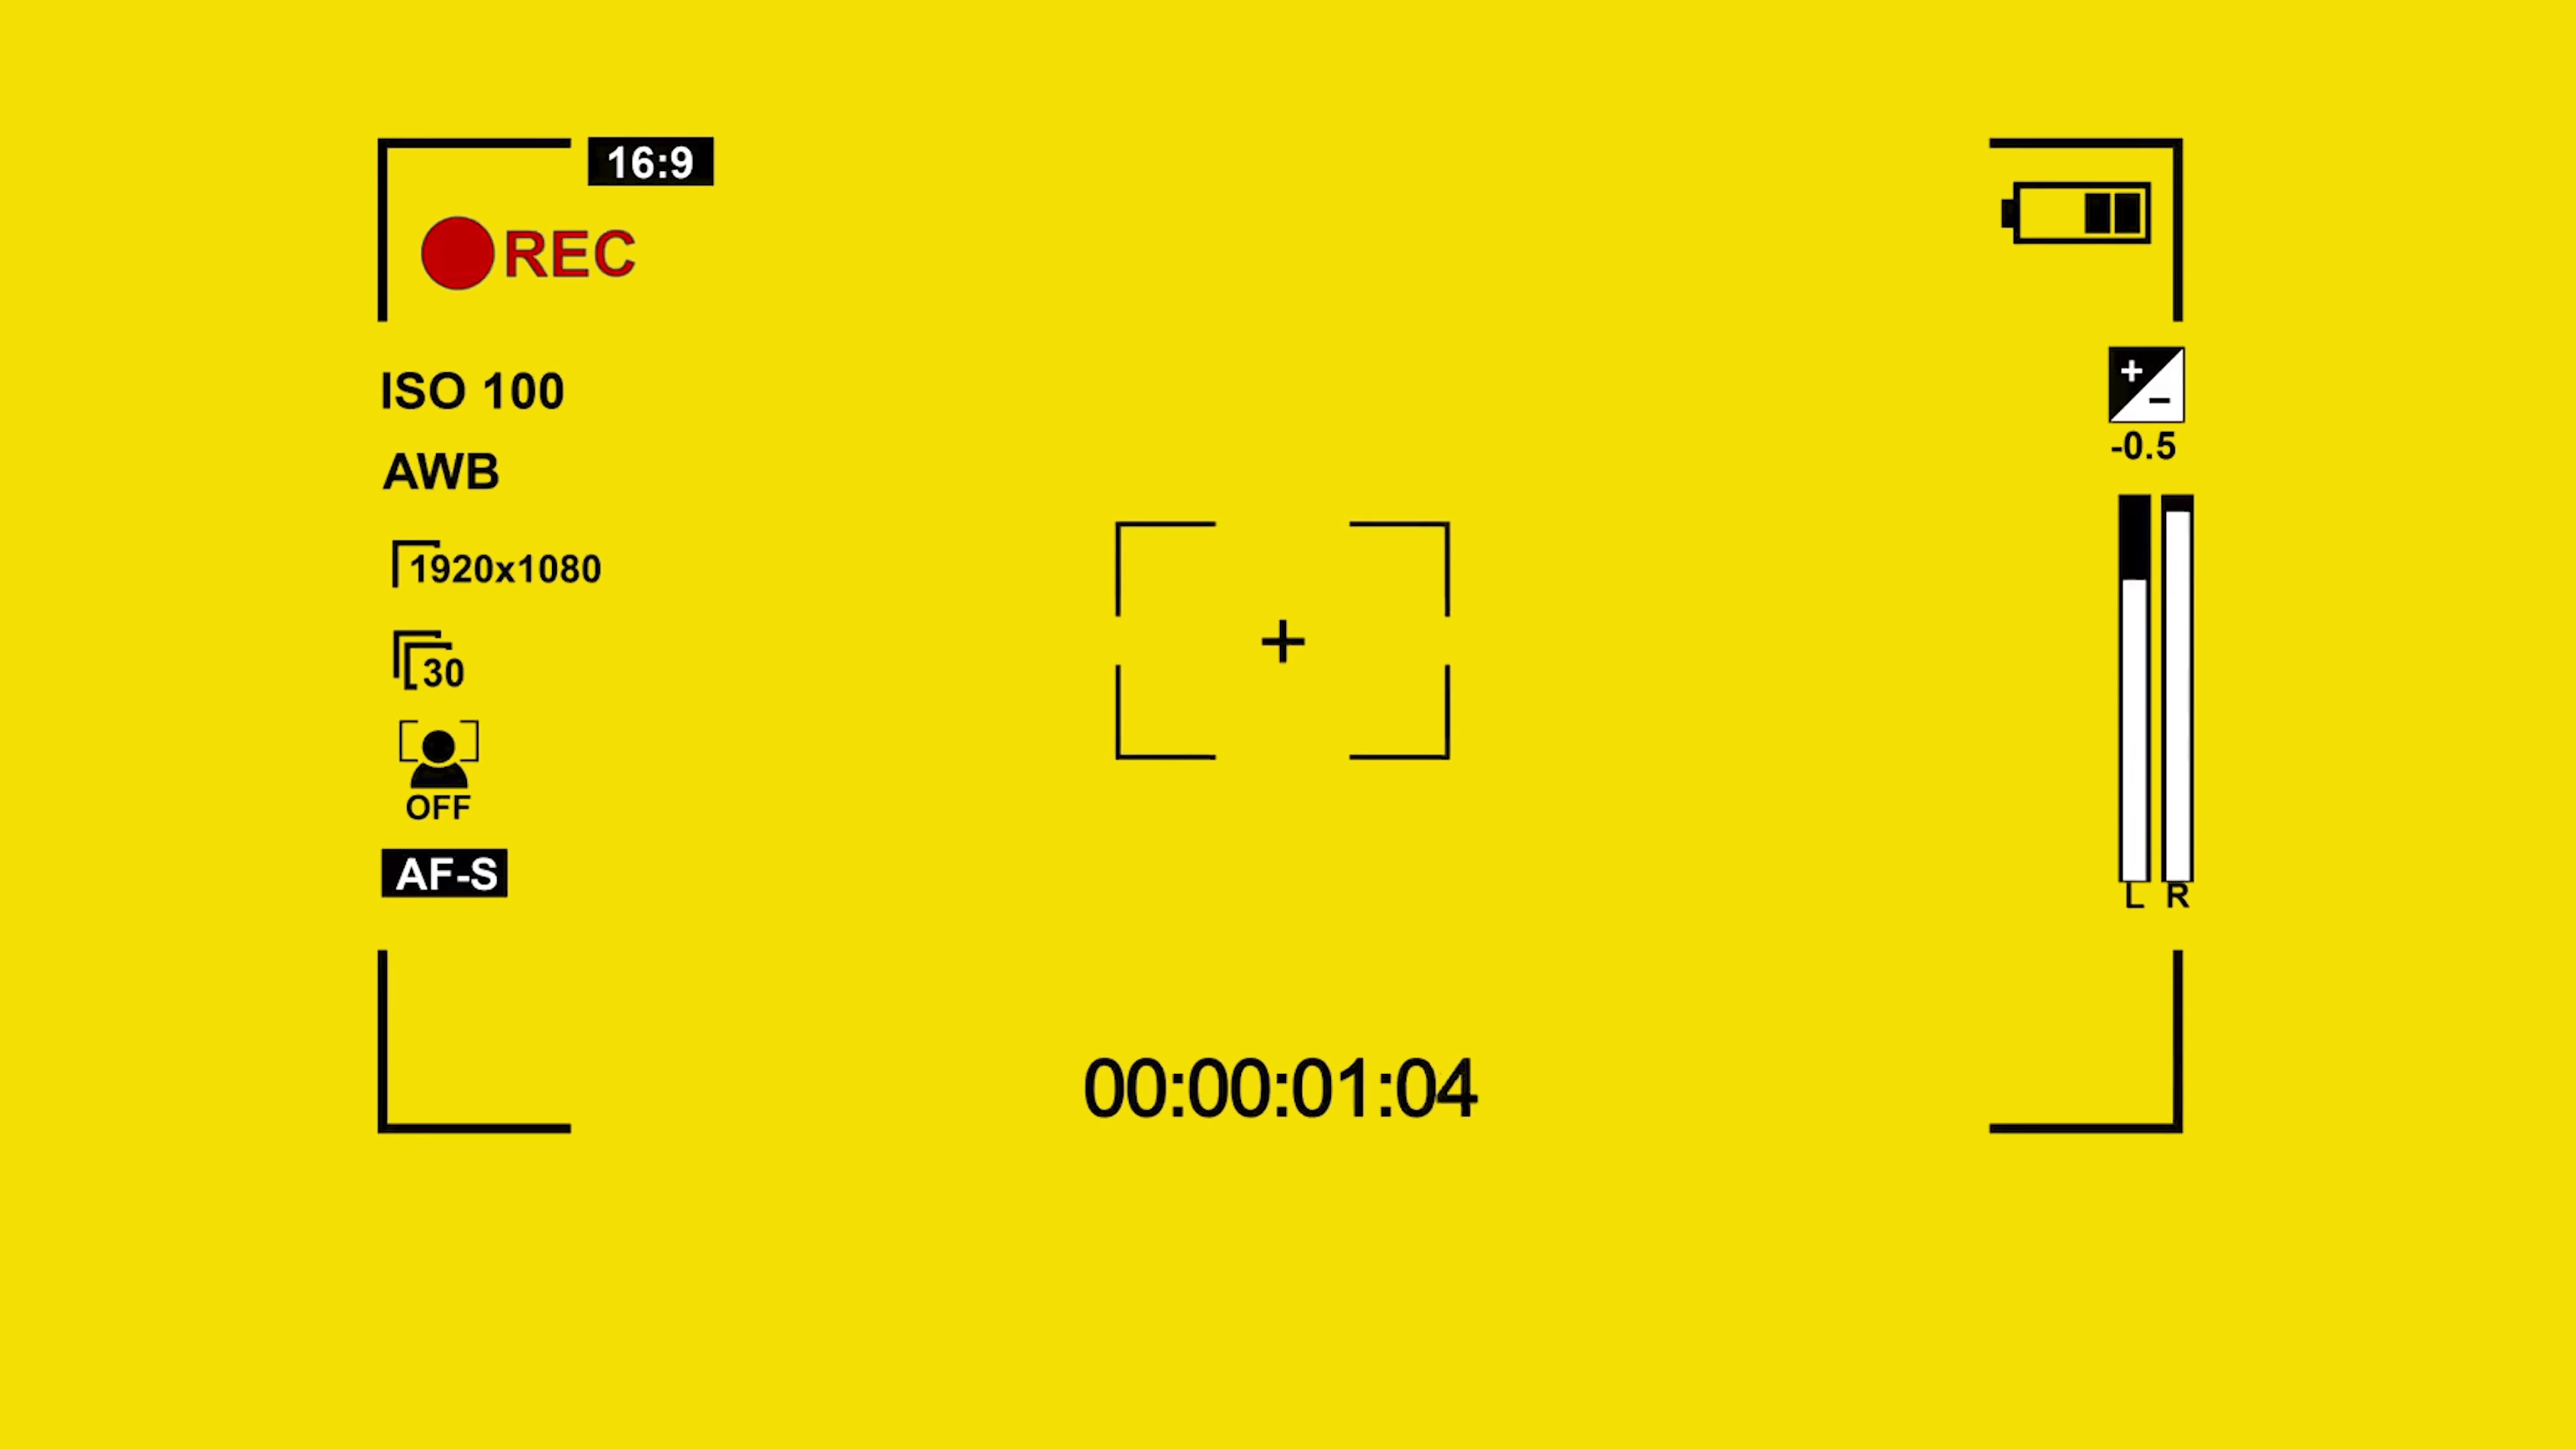 16:9
REC
ISO 100
AWB
1920x1080
30
OFF
AF-S
-0.5
L R
00:00:01:04